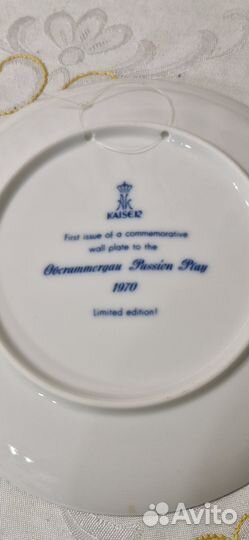 KAISER
First issue of a commemorative
wall plate to the
Oberammergau Passion Play
1970
Limited edition!
Avito